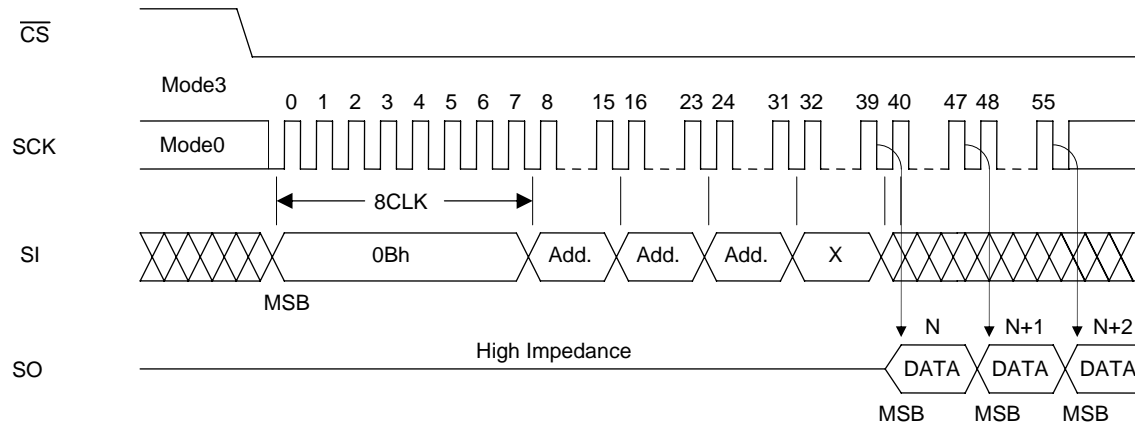 CS
Mode3
0 1 2 3 4 5 6 7 8 15 16 23 24 31 32 39 40 47 48 55
SCK
Mode0
8CLK
SI
0Bh Add. Add. Add. X
MSB
N N+1 N+2
High Impedance
SO
DATA DATA DATA
MSB MSB MSB